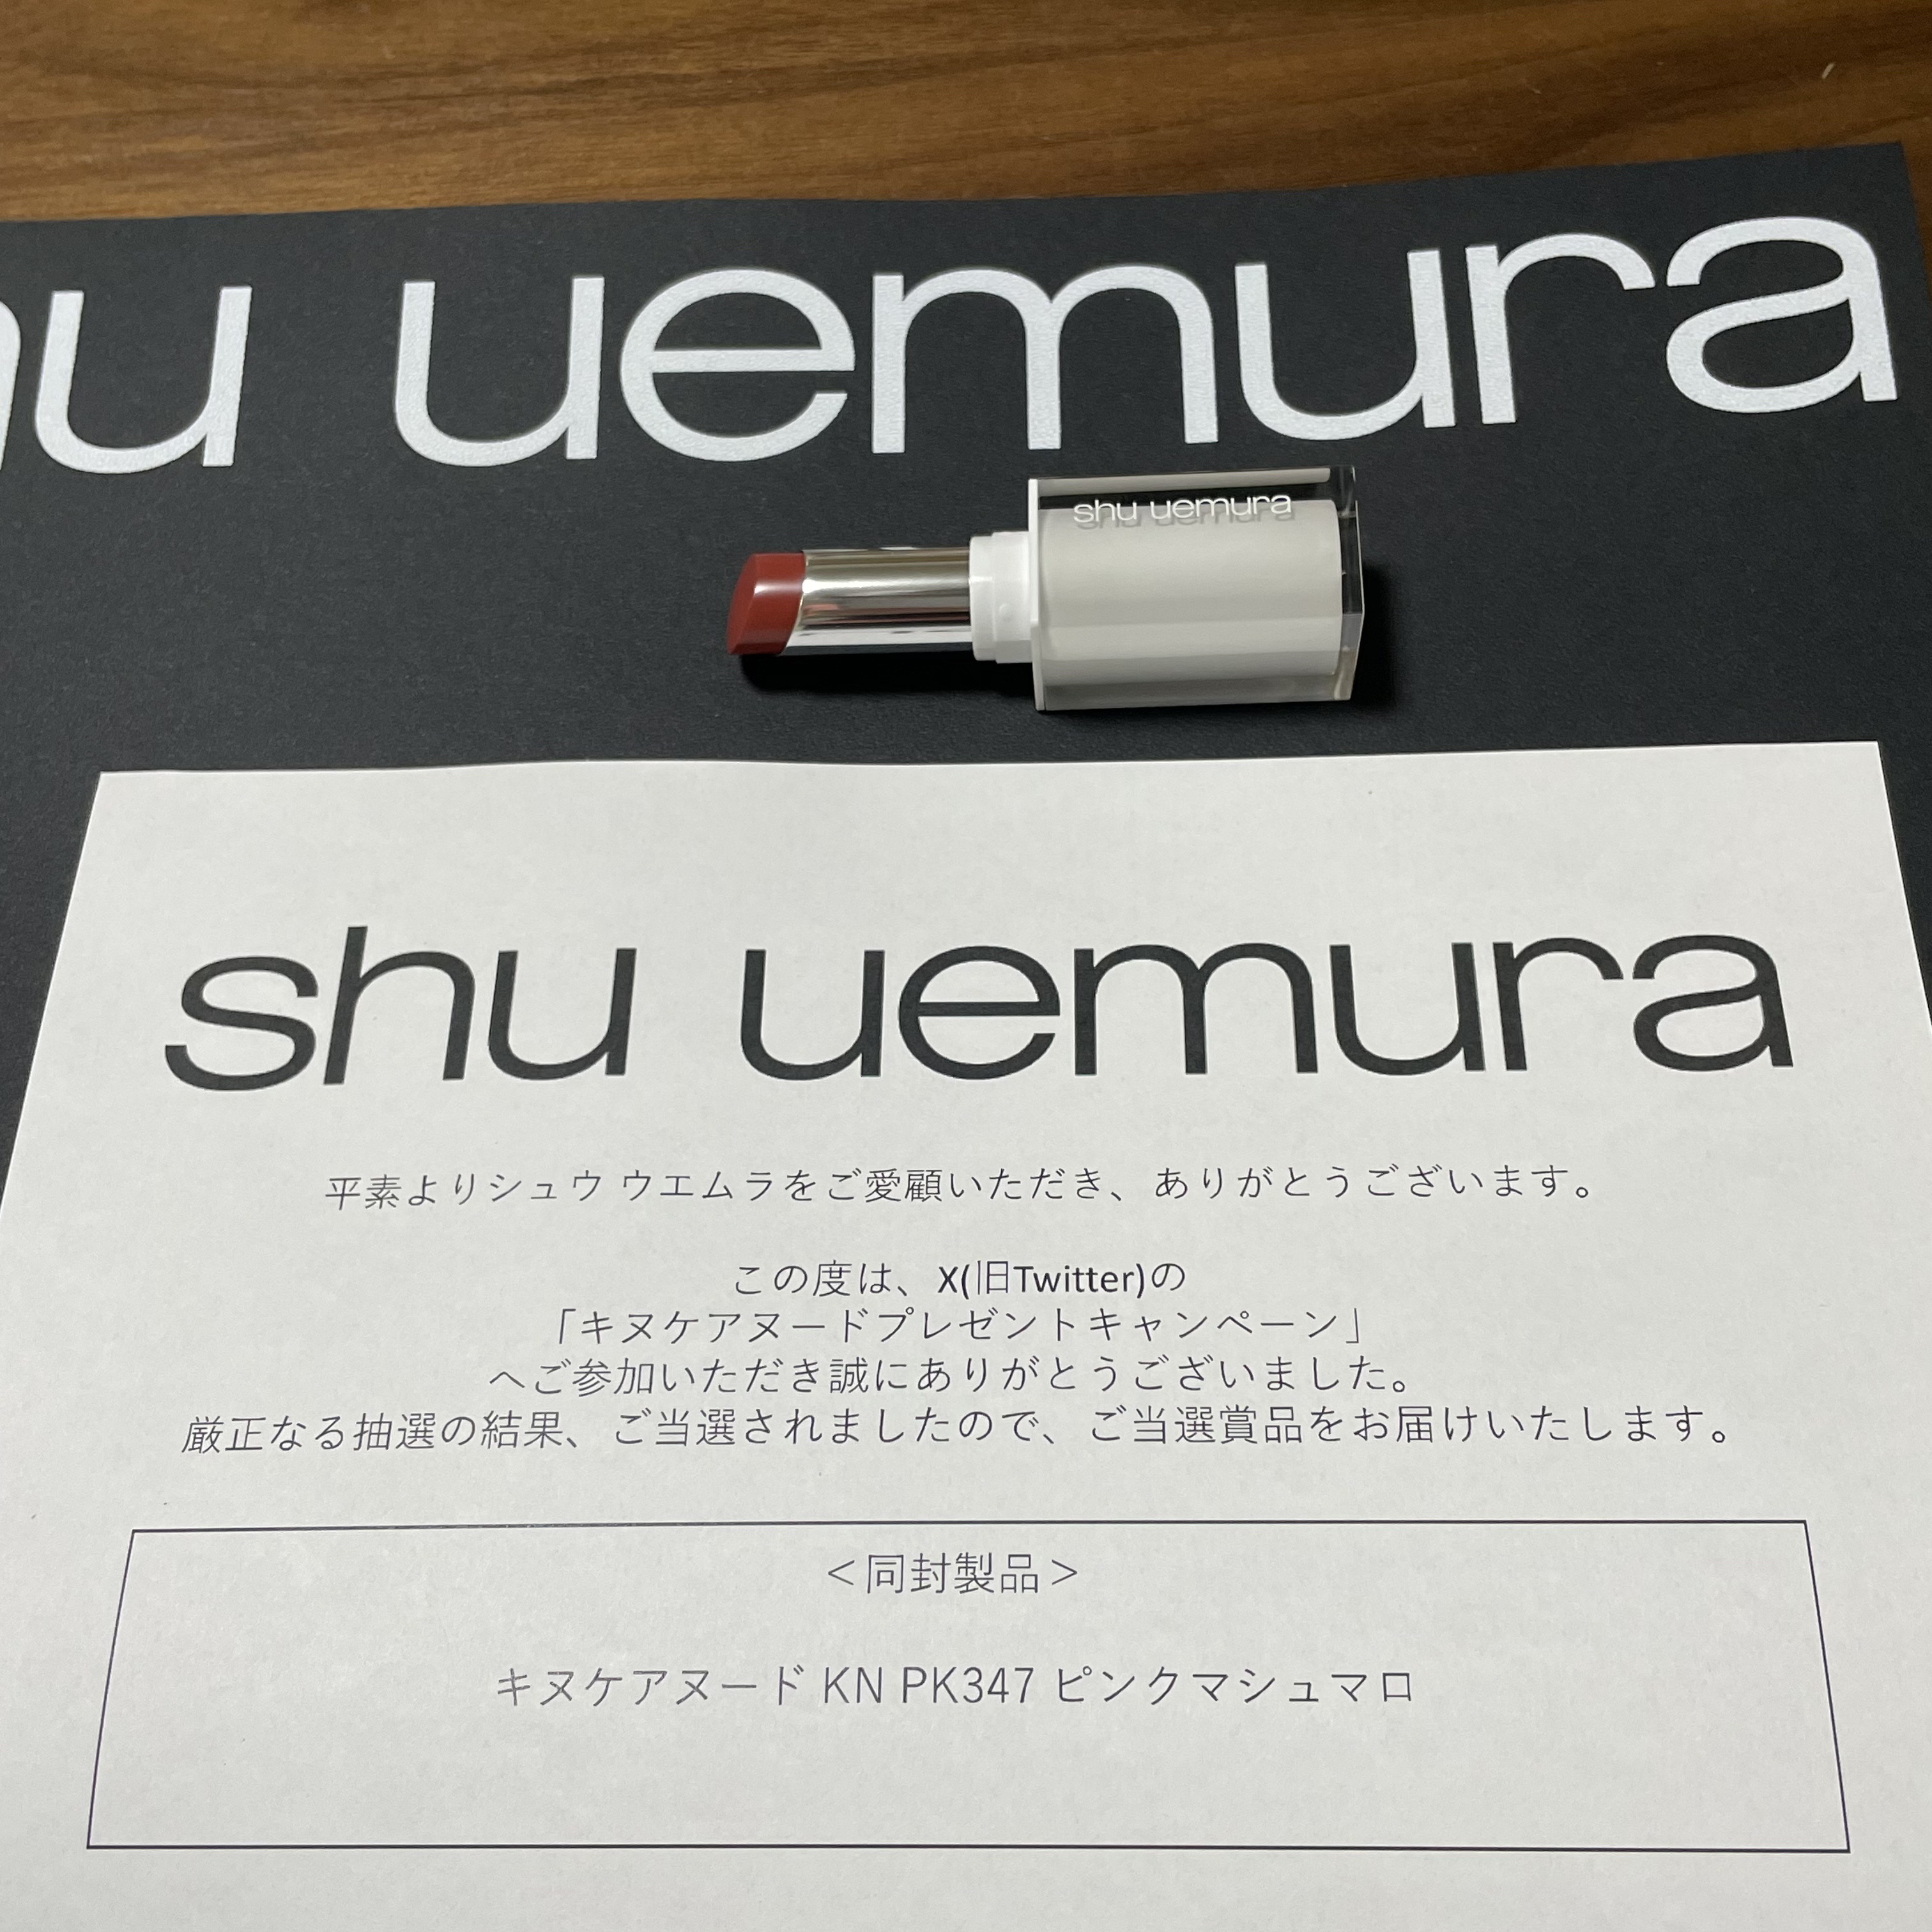 shu uemura
shu uemura
shu uemura
平素よりシュウ ウエムラをご愛顧いただき、ありがとうございます。
この度は、X(旧Twitter)の
「キヌケアヌードプレゼントキャンペーン」
へご参加いただき誠にありがとうございました。
厳正なる抽選の結果、ご当選されましたので、ご当選賞品をお届けいたします。
＜同封製品＞
キヌケアヌード KN PK347 ピンクマシュマロ